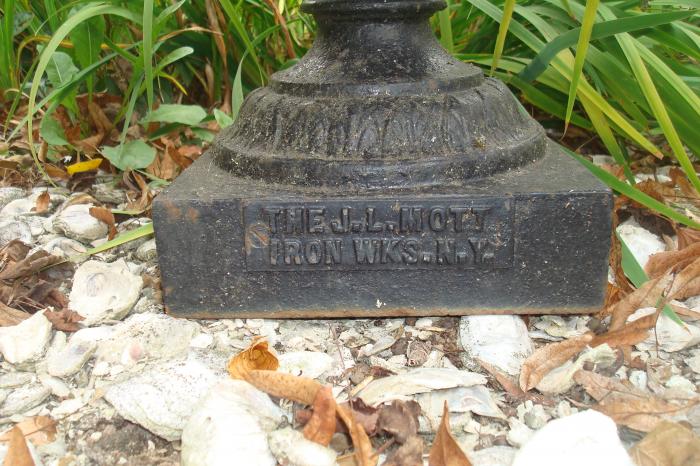 THE J.L. MOTT
IRON WKS. N.Y.